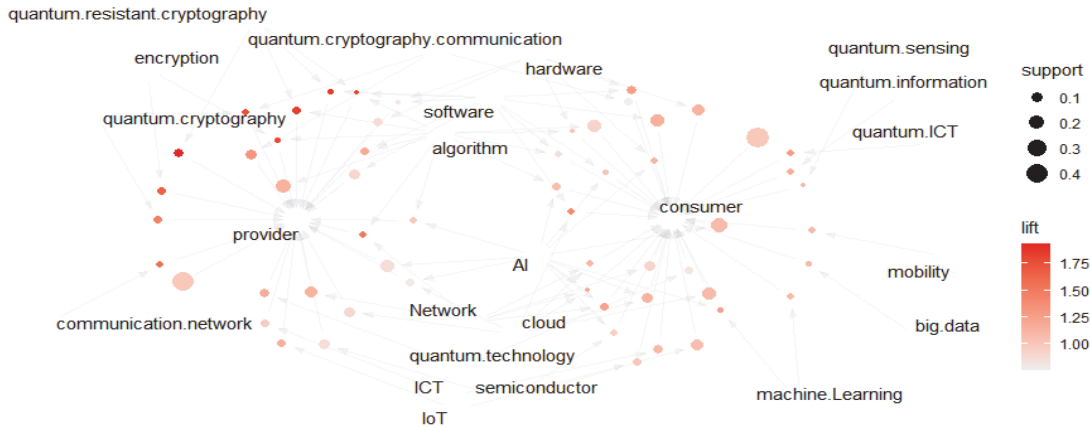 quantum.resistant.cryptography
quantum.cryptography.communication
encryption
hardware
quantum.sensing
quantum.information
support
0.1
0.2
0.3
0.4
quantum.cryptography
software
algorithm
quantum.ICT
provider
consumer
lift
1.75
1.50
1.25
1.00
AI
mobility
communication.network
Network
cloud
big.data
quantum.technology
ICT
semiconductor
machine.Learning
IoT